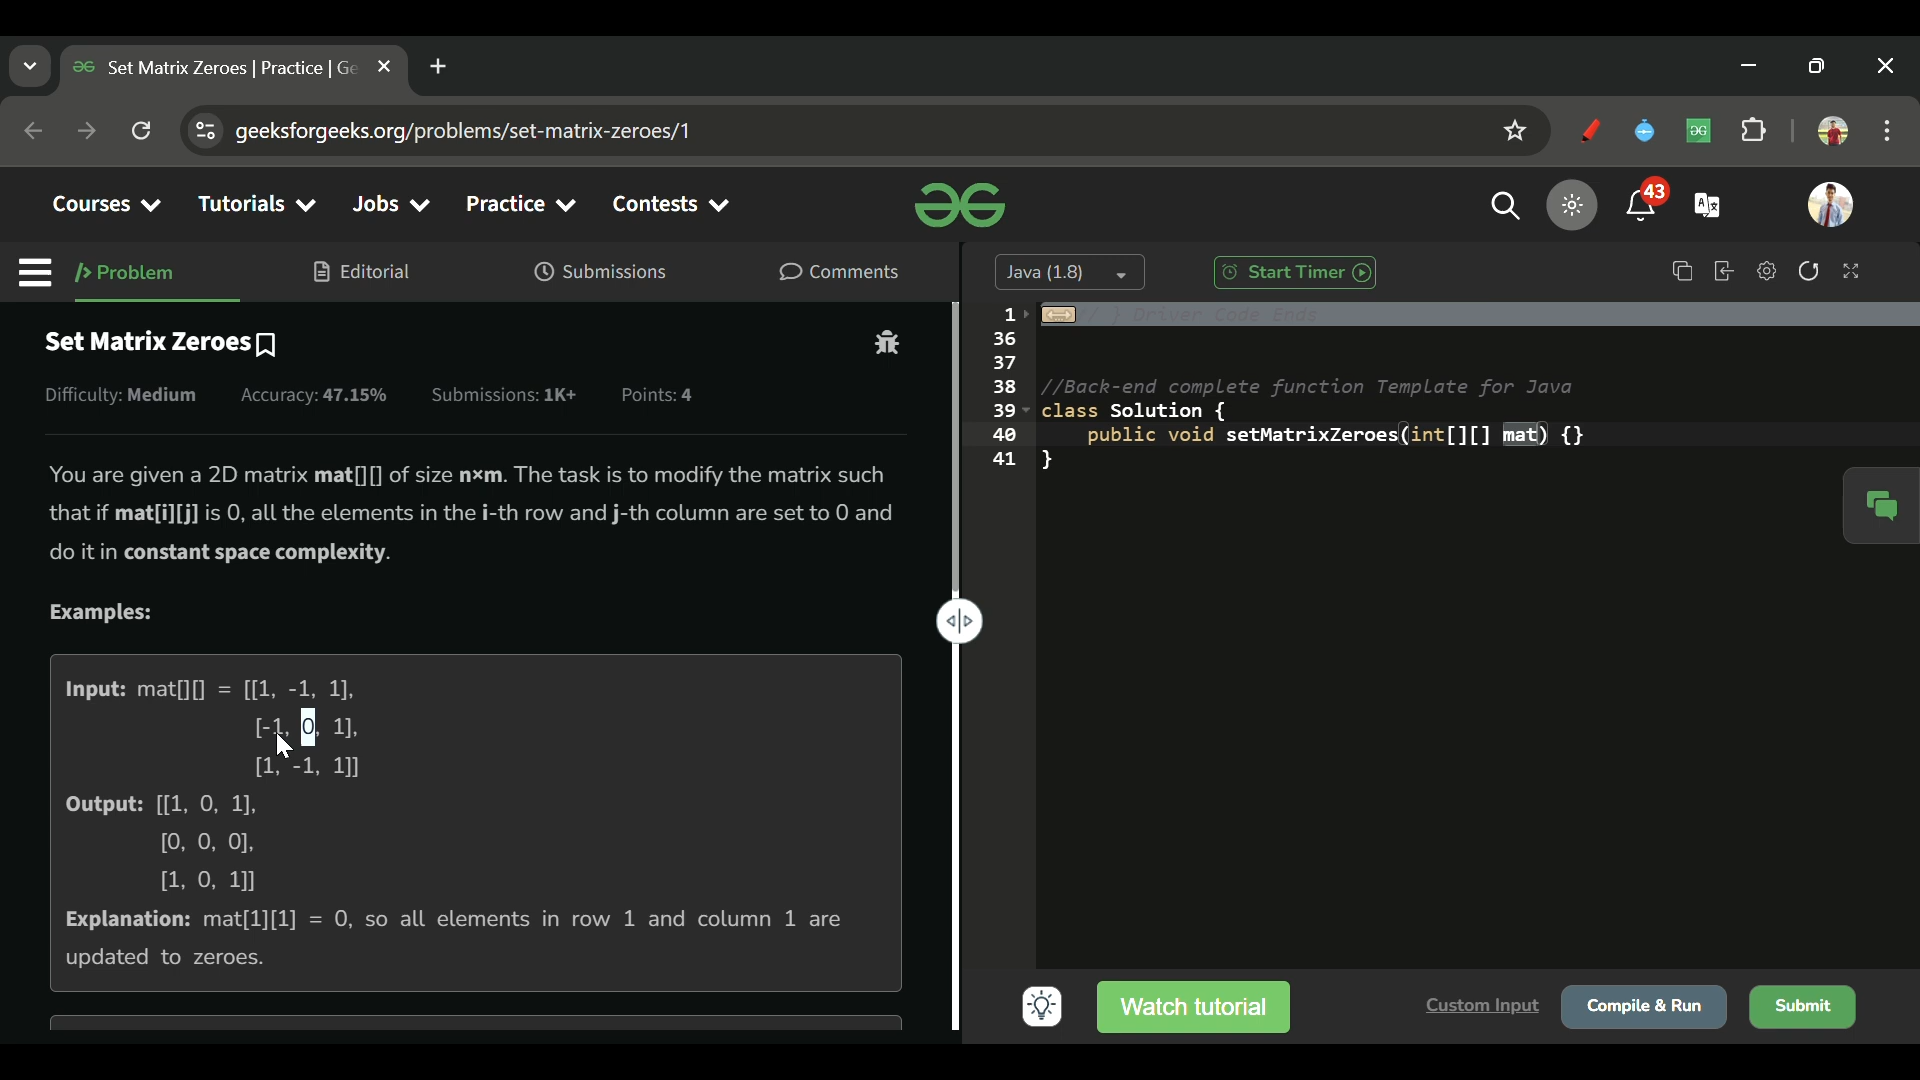 Set Matrix Zeroes | Practice | Ge
geeksforgeeks.org/problems/set-matrix-zeroes/1
Courses Tutorials Jobs Practice Contests
43
Problem Editorial Submissions Comments
Java (1.8) Start Timer
Set Matrix Zeroes
Difficulty: Medium Accuracy: 47.15% Submissions: 1K+ Points: 4
You are given a 2D matrix mat[][] of size n×m. The task is to modify the matrix such
that if mat[i][j] is 0, all the elements in the i-th row and j-th column are set to 0 and
do it in constant space complexity.
Examples:
Input: mat[][] = [[1, -1, 1],
[-1, 0, 1],
[1, -1, 1]]
Output: [[1, 0, 1],
[0, 0, 0],
[1, 0, 1]]
Explanation: mat[1][1] = 0, so all elements in row 1 and column 1 are
updated to zeroes.
1 // } Driver Code Ends
36
37
38 //Back-end complete function Template for Java
39 class Solution {
40 public void setMatrixZeroes(int[][] mat) {}
41 }
Watch tutorial Custom Input Compile & Run Submit